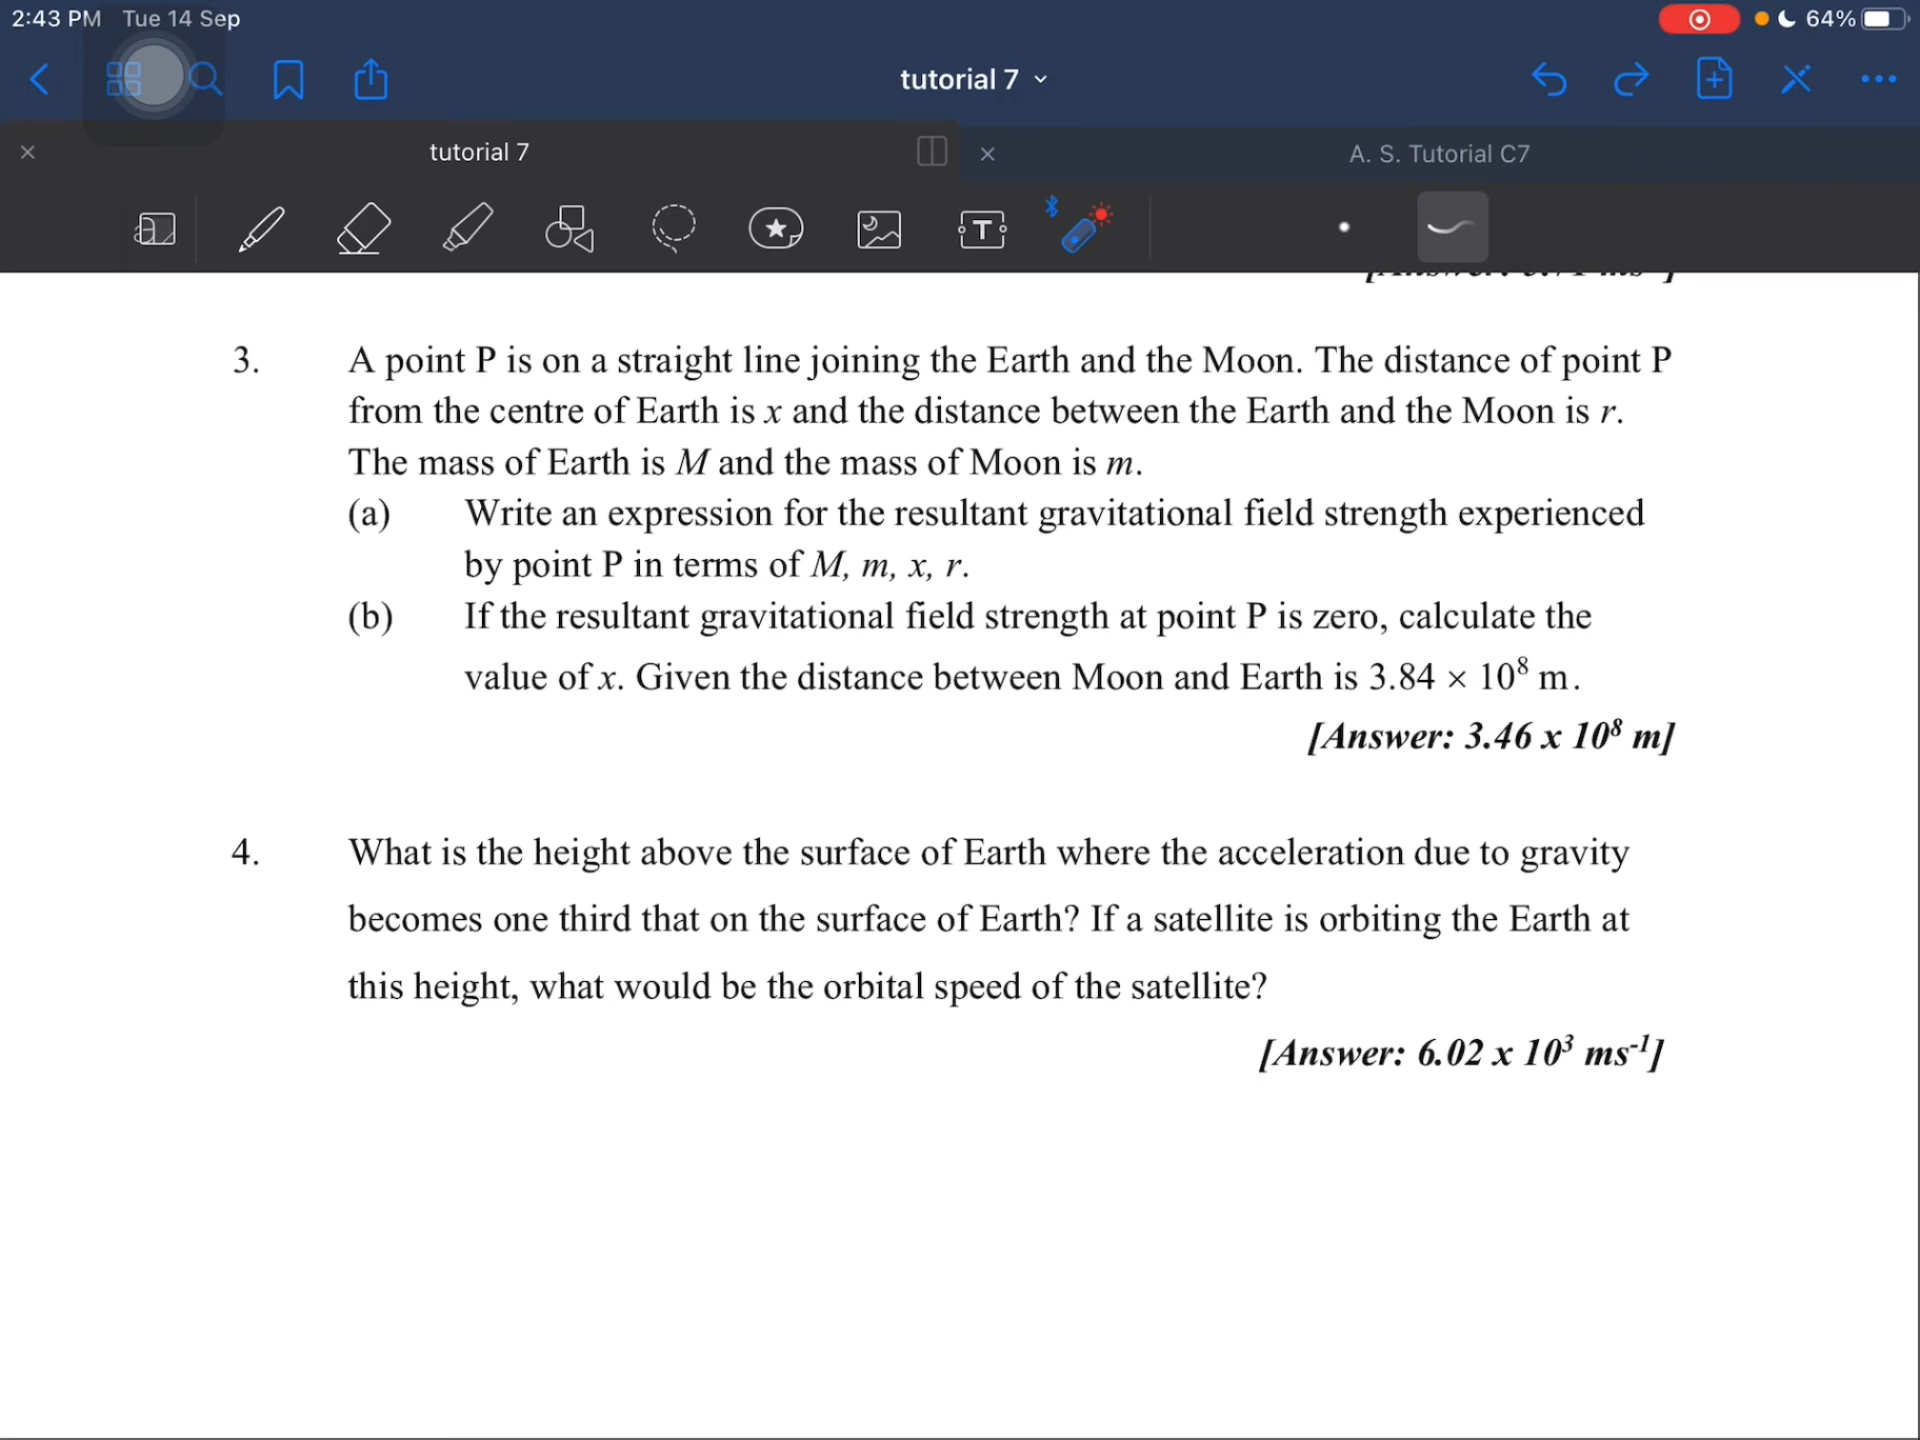 2:43 PM Tue 14 Sep
64%
tutorial 7
tutorial 7
A. S. Tutorial C7
3. A point P is on a straight line joining the Earth and the Moon. The distance of point P
from the centre of Earth is x and the distance between the Earth and the Moon is r.
The mass of Earth is M and the mass of Moon is m.
(a) Write an expression for the resultant gravitational field strength experienced
by point P in terms of M, m, x, r.
(b) If the resultant gravitational field strength at point P is zero, calculate the
value of x. Given the distance between Moon and Earth is 3.84 × 10⁸ m.
[Answer: 3.46 x 10⁸ m]
4. What is the height above the surface of Earth where the acceleration due to gravity
becomes one third that on the surface of Earth? If a satellite is orbiting the Earth at
this height, what would be the orbital speed of the satellite?
[Answer: 6.02 x 10³ ms⁻¹]